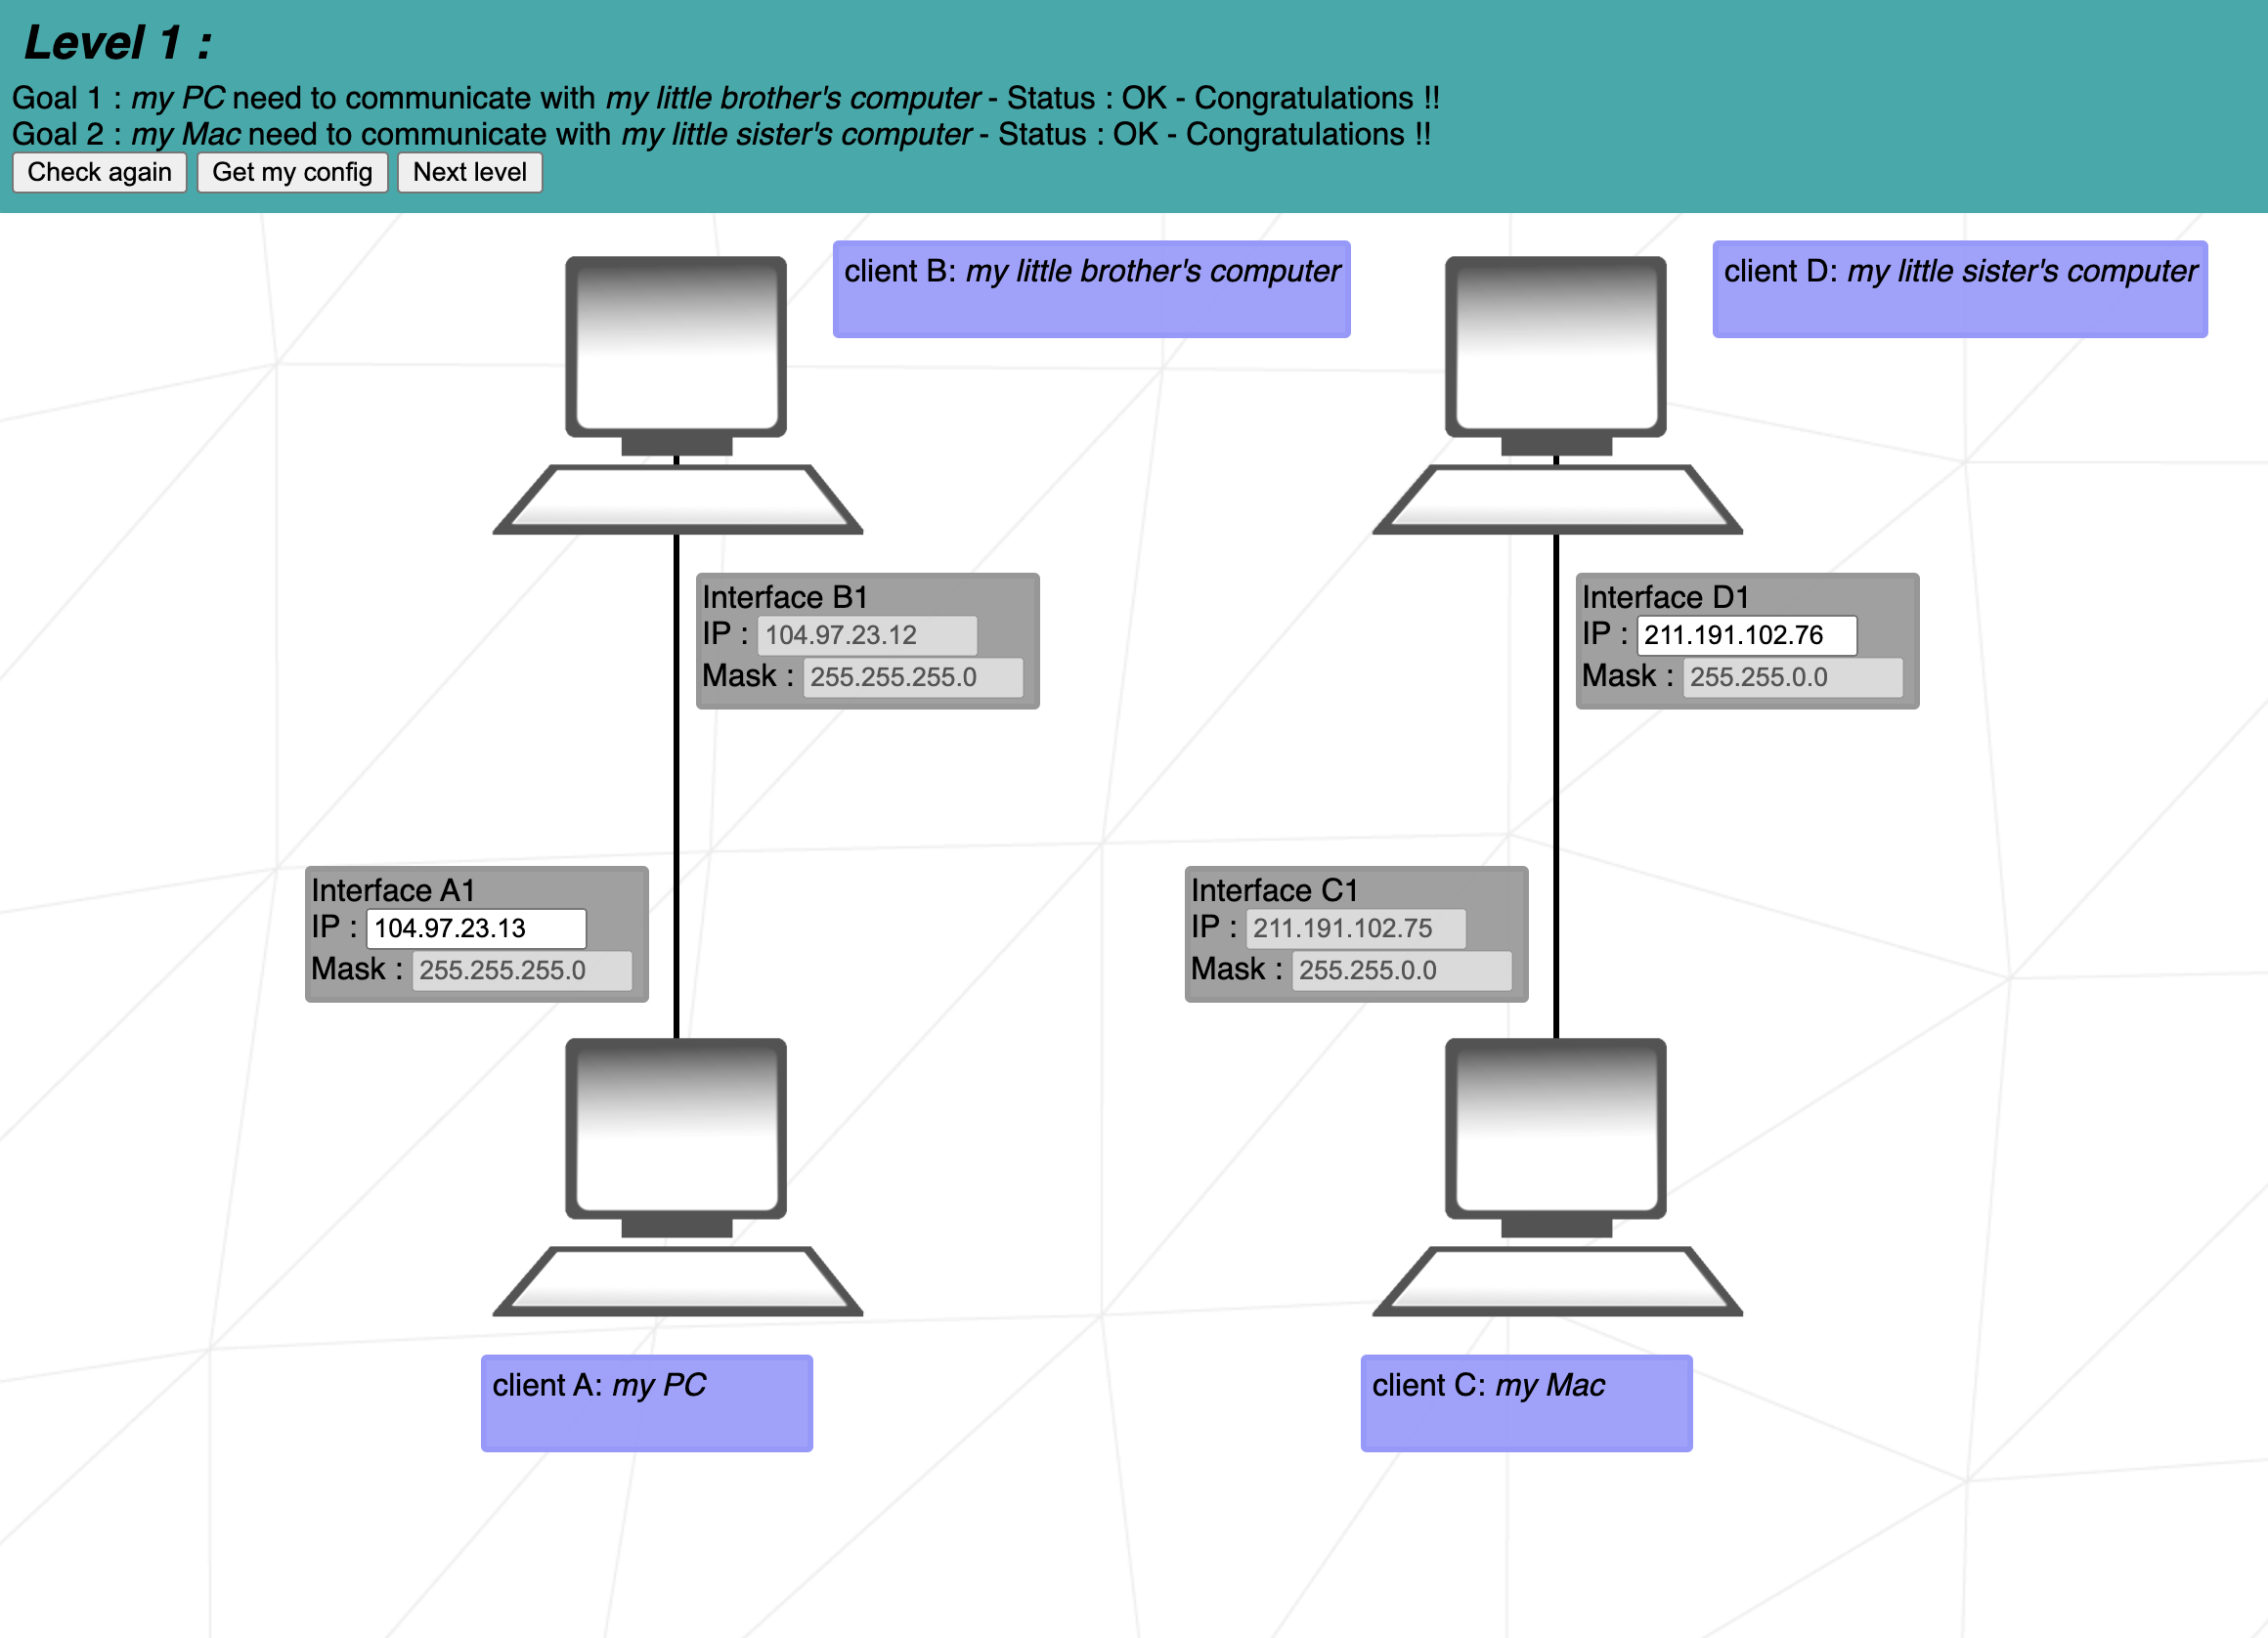 Level 1 :
Goal 1 : my PC need to communicate with my little brother's computer - Status : OK - Congratulations !!
Goal 2 : my Mac need to communicate with my little sister's computer - Status : OK - Congratulations !!
Check again Get my config Next level
client B: my little brother's computer
client D: my little sister's computer
Interface B1
IP : 104.97.23.12
Mask : 255.255.255.0
Interface D1
IP : 211.191.102.76
Mask : 255.255.0.0
Interface A1
IP : 104.97.23.13
Mask : 255.255.255.0
Interface C1
IP : 211.191.102.75
Mask : 255.255.0.0
client A: my PC
client C: my Mac